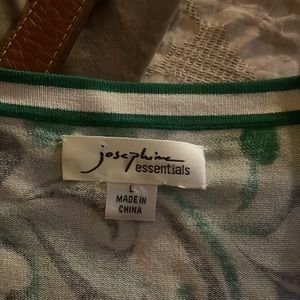 josephine
essentials
L
MADE IN
CHINA